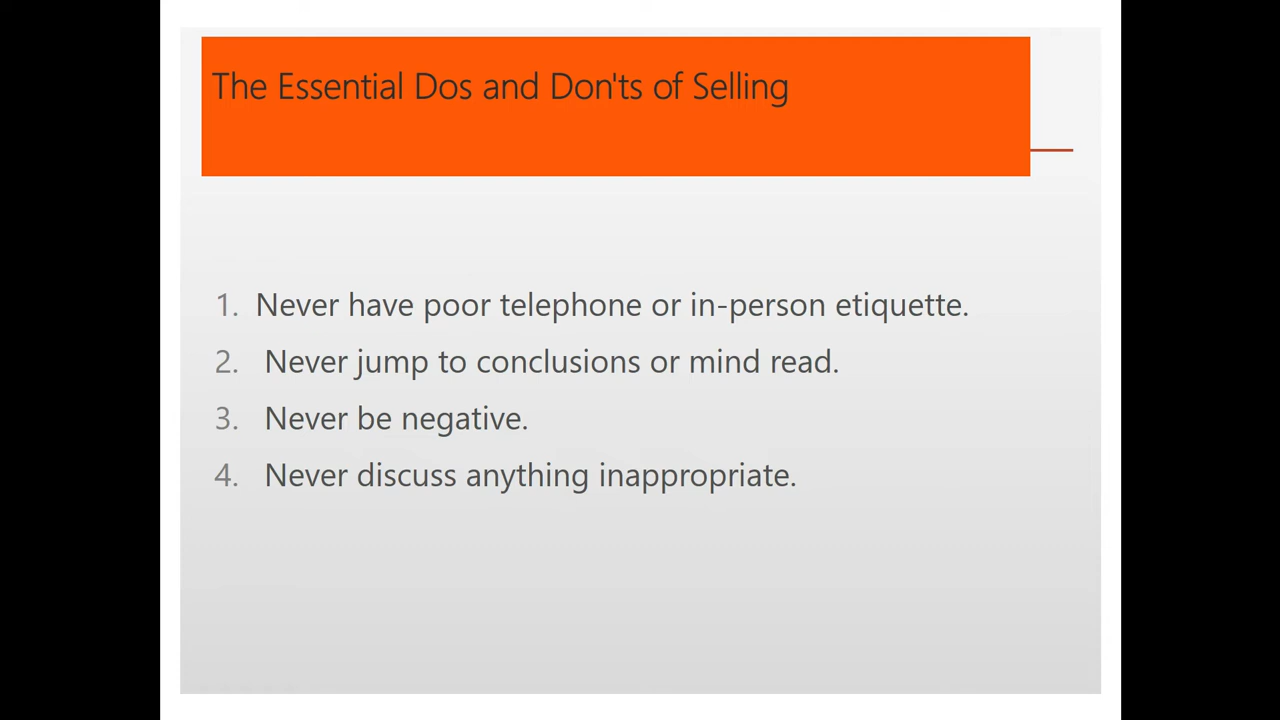 The Essential Dos and Don'ts of Selling
1. Never have poor telephone or in-person etiquette.
2. Never jump to conclusions or mind read.
3. Never be negative.
4. Never discuss anything inappropriate.